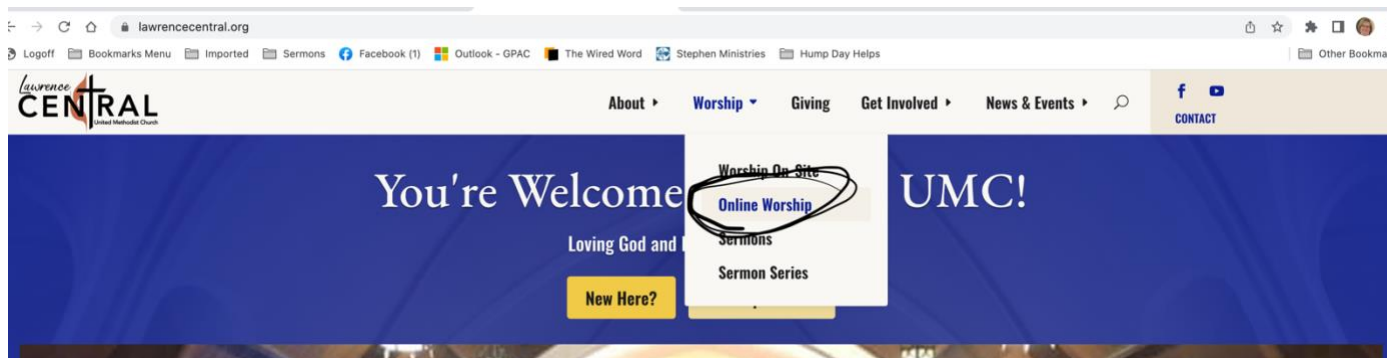 lawrencecentral.org
Logoff Bookmarks Menu Imported Sermons Facebook (1) Outlook - GPAC The Wired Word Stephen Ministries Hump Day Helps Other Bookma
Lawrence
CENTRAL
United Methodist Church
About Worship Giving Get Involved News & Events
CONTACT
Worship On-Site
You're Welcome UMC!
Online Worship
Loving God and
Sermons
Sermon Series
New Here?